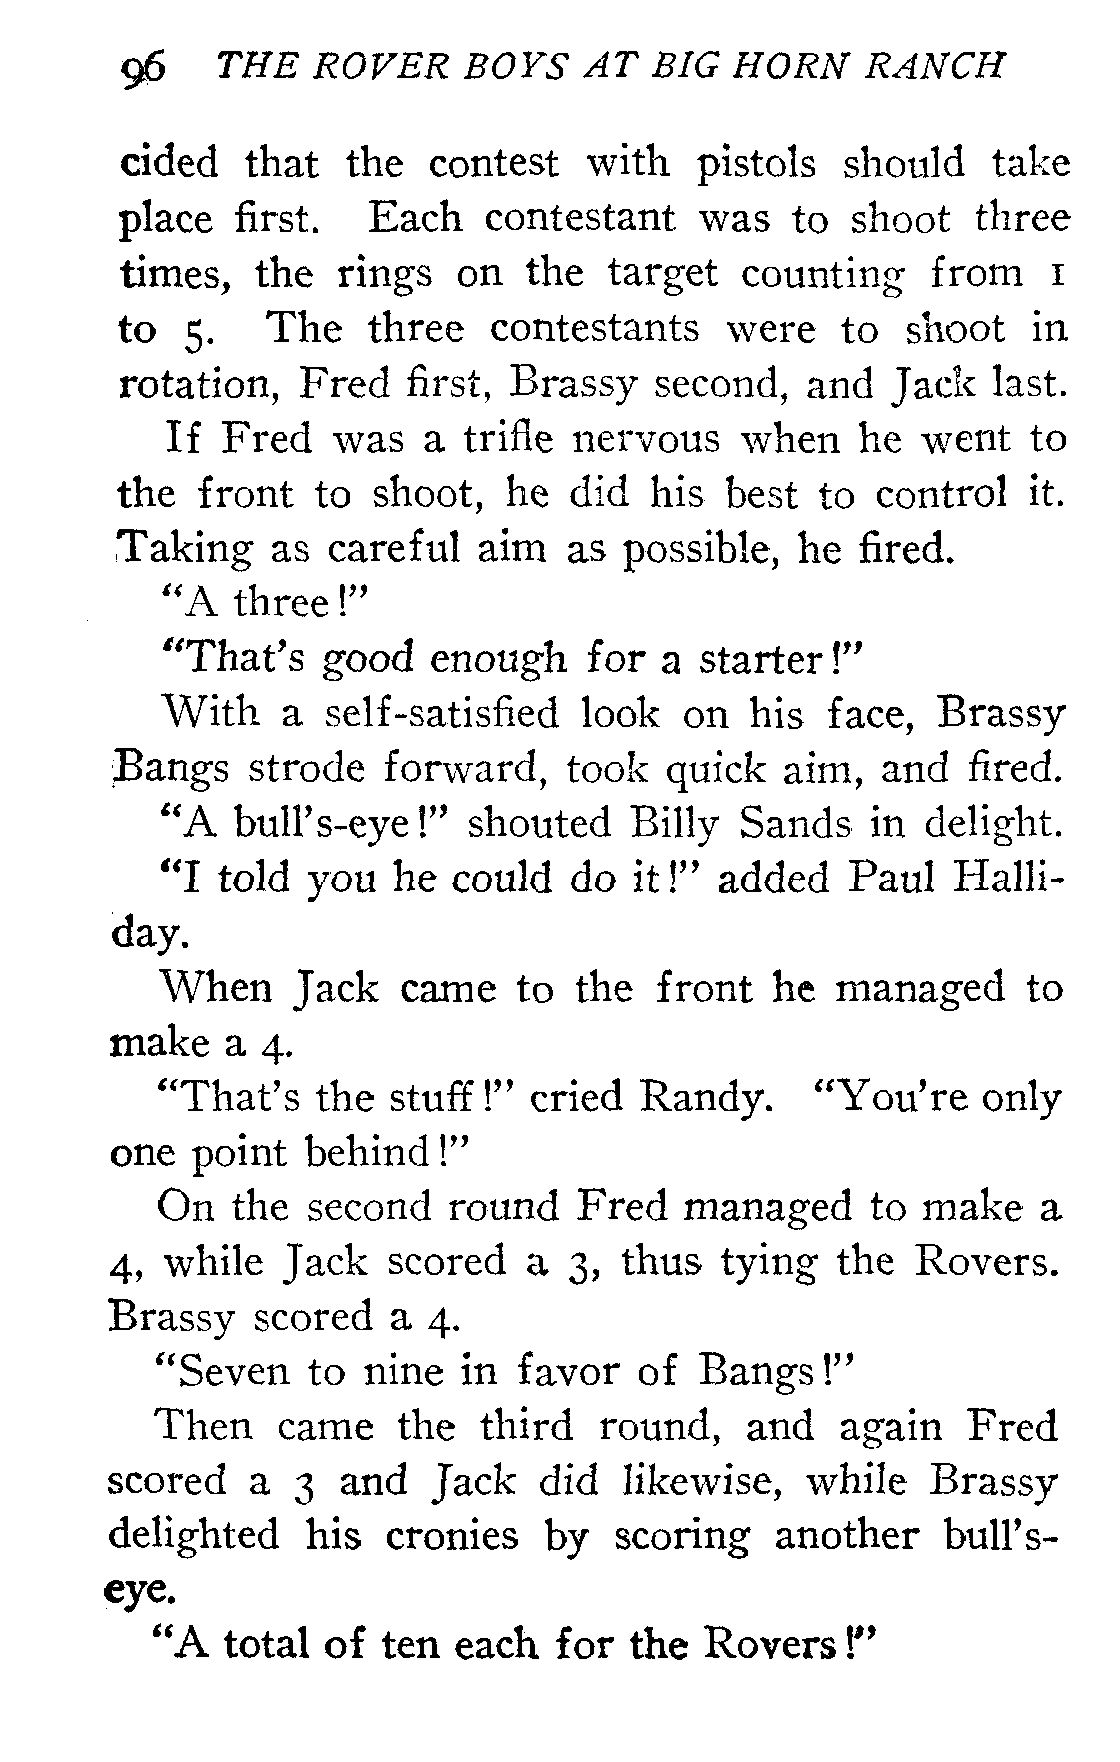 96 THE ROVER BOYS AT BIG HORN RANCH
cided that the contest with pistols should take
place first. Each contestant was to shoot three
times, the rings on the target counting from 1
to 5. The three contestants were to shoot in
rotation, Fred first, Brassy second, and Jack last.
If Fred was a trifle nervous when he went to
the front to shoot, he did his best to control it.
Taking as careful aim as possible, he fired.
"A three!"
"That's good enough for a starter!"
With a self-satisfied look on his face, Brassy
Bangs strode forward, took quick aim, and fired.
"A bull's-eye!" shouted Billy Sands in delight.
"I told you he could do it!" added Paul Halli-
day.
When Jack came to the front he managed to
make a 4.
"That's the stuff!" cried Randy. "You're only
one point behind!"
On the second round Fred managed to make a
4, while Jack scored a 3, thus tying the Rovers.
Brassy scored a 4.
"Seven to nine in favor of Bangs!"
Then came the third round, and again Fred
scored a 3 and Jack did likewise, while Brassy
delighted his cronies by scoring another bull's-
eye.
"A total of ten each for the Rovers!"